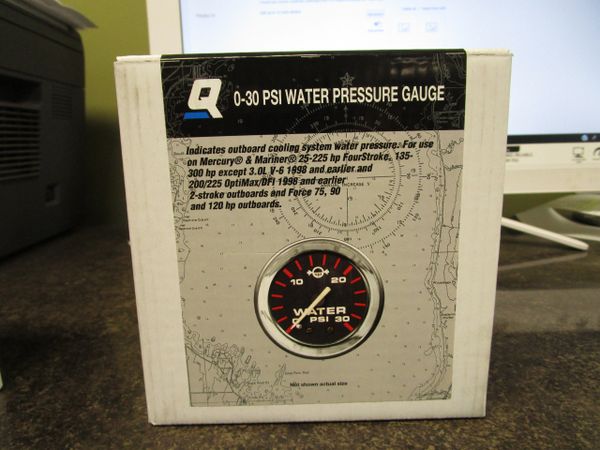 Q
0-30 PSI WATER PRESSURE GAUGE
Indicates outboard cooling system water pressure. For use
on Mercury® & Mariner® 25-225 hp FourStroke, 135-
300 hp except 3.0L V-6 1998 and earlier and
200/225 OptiMax/DFI 1998 and earlier
2-stroke outboards and Force 75, 90
and 120 hp outboards.
10 20
WATER
0 PSI 30
Not shown actual size